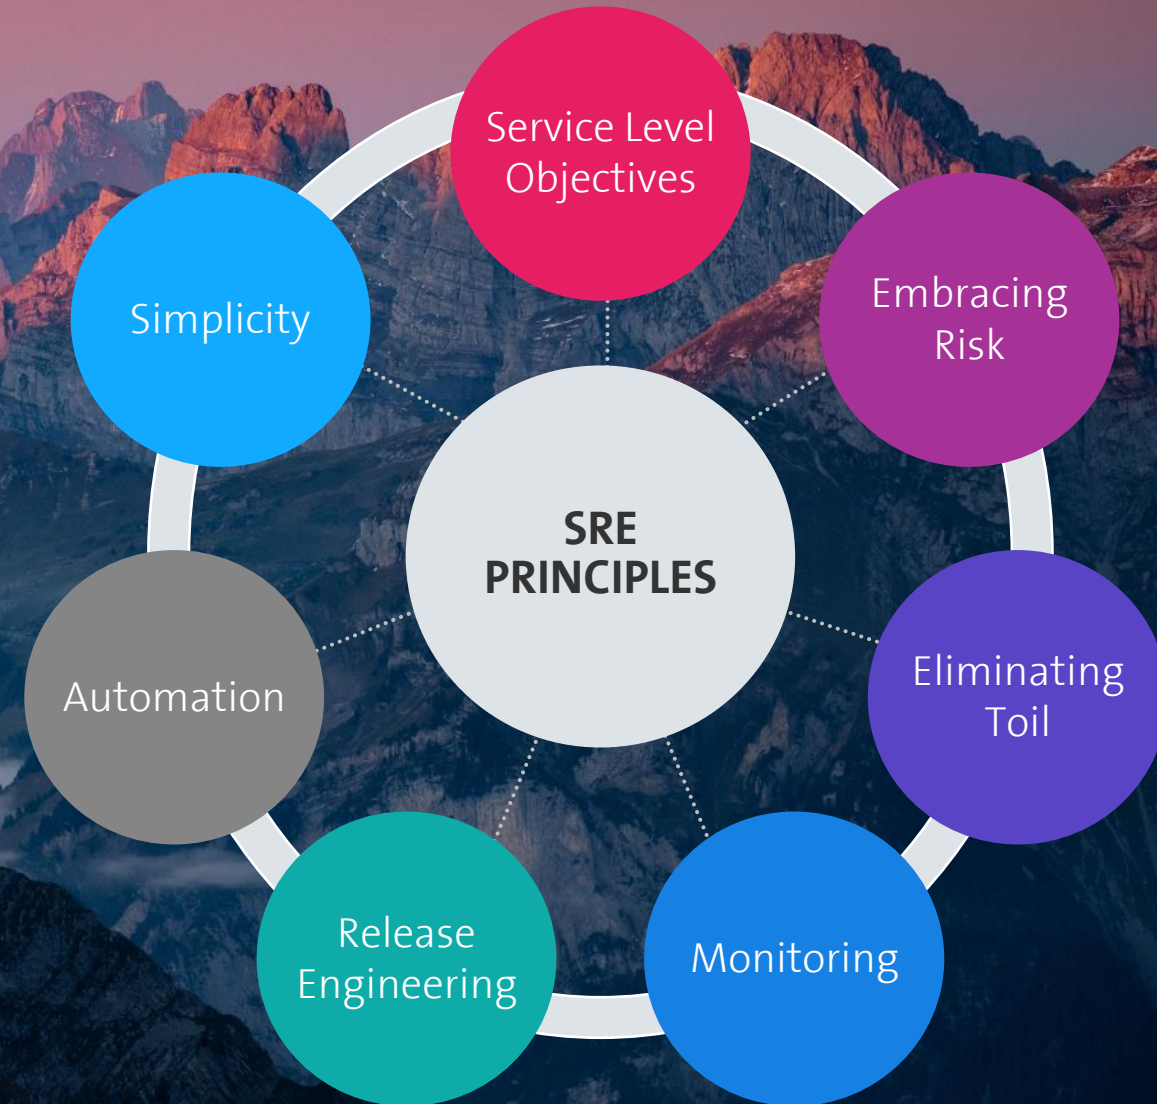 Service Level
Objectives
Embracing
Risk
Simplicity
SRE
PRINCIPLES
Eliminating
Toil
Automation
Release
Engineering
Monitoring